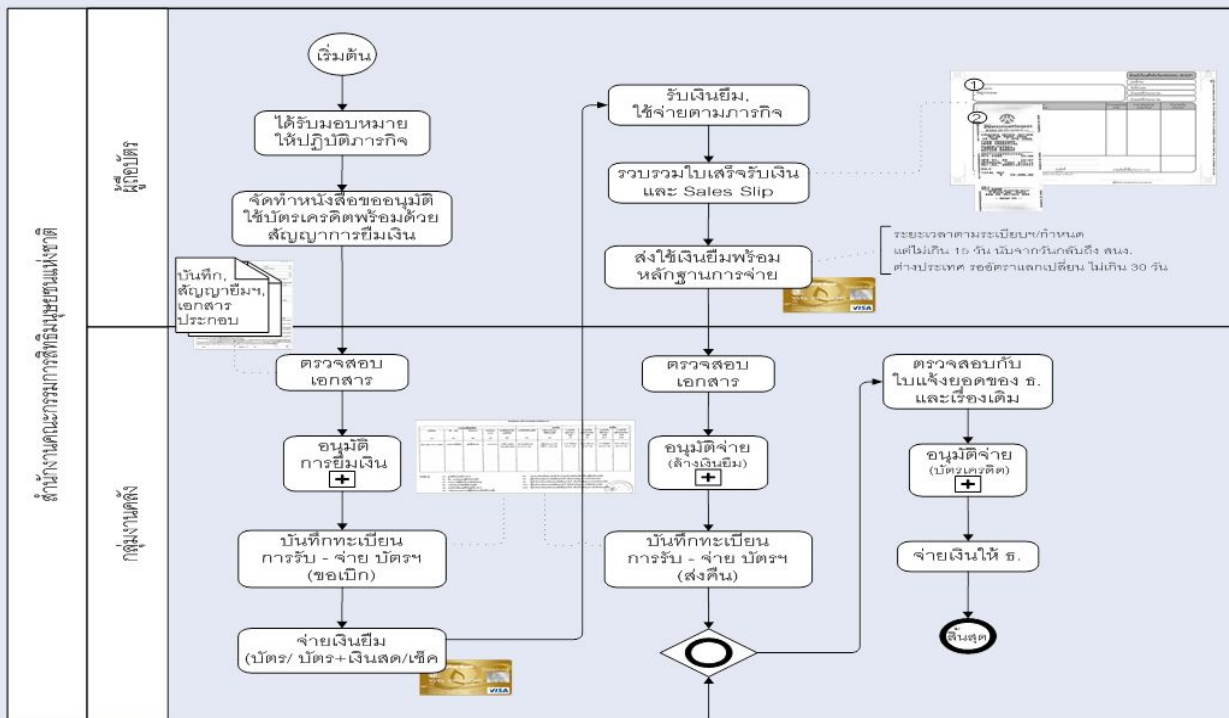 สำนักงานคณะกรรมการสิทธิมนุษยชนแห่งชาติ
ผู้ถือบัตร
เริ่มต้น
ได้รับมอบหมาย
ให้ปฏิบัติภารกิจ
จัดทำหนังสือขออนุมัติ
ใช้บัตรเครดิตพร้อมด้วย
สัญญาการยืมเงิน
บันทึก,
สัญญายืมฯ,
เอกสาร
ประกอบ
รับเงินยืม,
ใช้จ่ายตามภารกิจ
รวบรวมใบเสร็จรับเงิน
และ Sales Slip
ส่งใช้เงินยืมพร้อม
หลักฐานการจ่าย
1
2
ระยะเวลาตามระเบียบฯ/กำหนด
แต่ไม่เกิน 15 วัน นับจากวันกลับถึง สนง.
ต่างประเทศ รออัตราแลกเปลี่ยน ไม่เกิน 30 วัน
VISA
กลุ่มงานคลัง
ตรวจสอบ
เอกสาร
อนุมัติ
การยืมเงิน
บันทึกทะเบียน
การรับ - จ่าย บัตรฯ
(ขอเบิก)
จ่ายเงินยืม
(บัตร/ บัตร+เงินสด/เช็ค
VISA
ตรวจสอบ
เอกสาร
อนุมัติจ่าย
(ล้างเงินยืม)
บันทึกทะเบียน
การรับ - จ่าย บัตรฯ
(ส่งคืน)
ตรวจสอบกับ
ใบแจ้งยอดของ ธ.
และเรื่องเดิม
อนุมัติจ่าย
(บัตรเครดิต)
จ่ายเงินให้ ธ.
สิ้นสุด